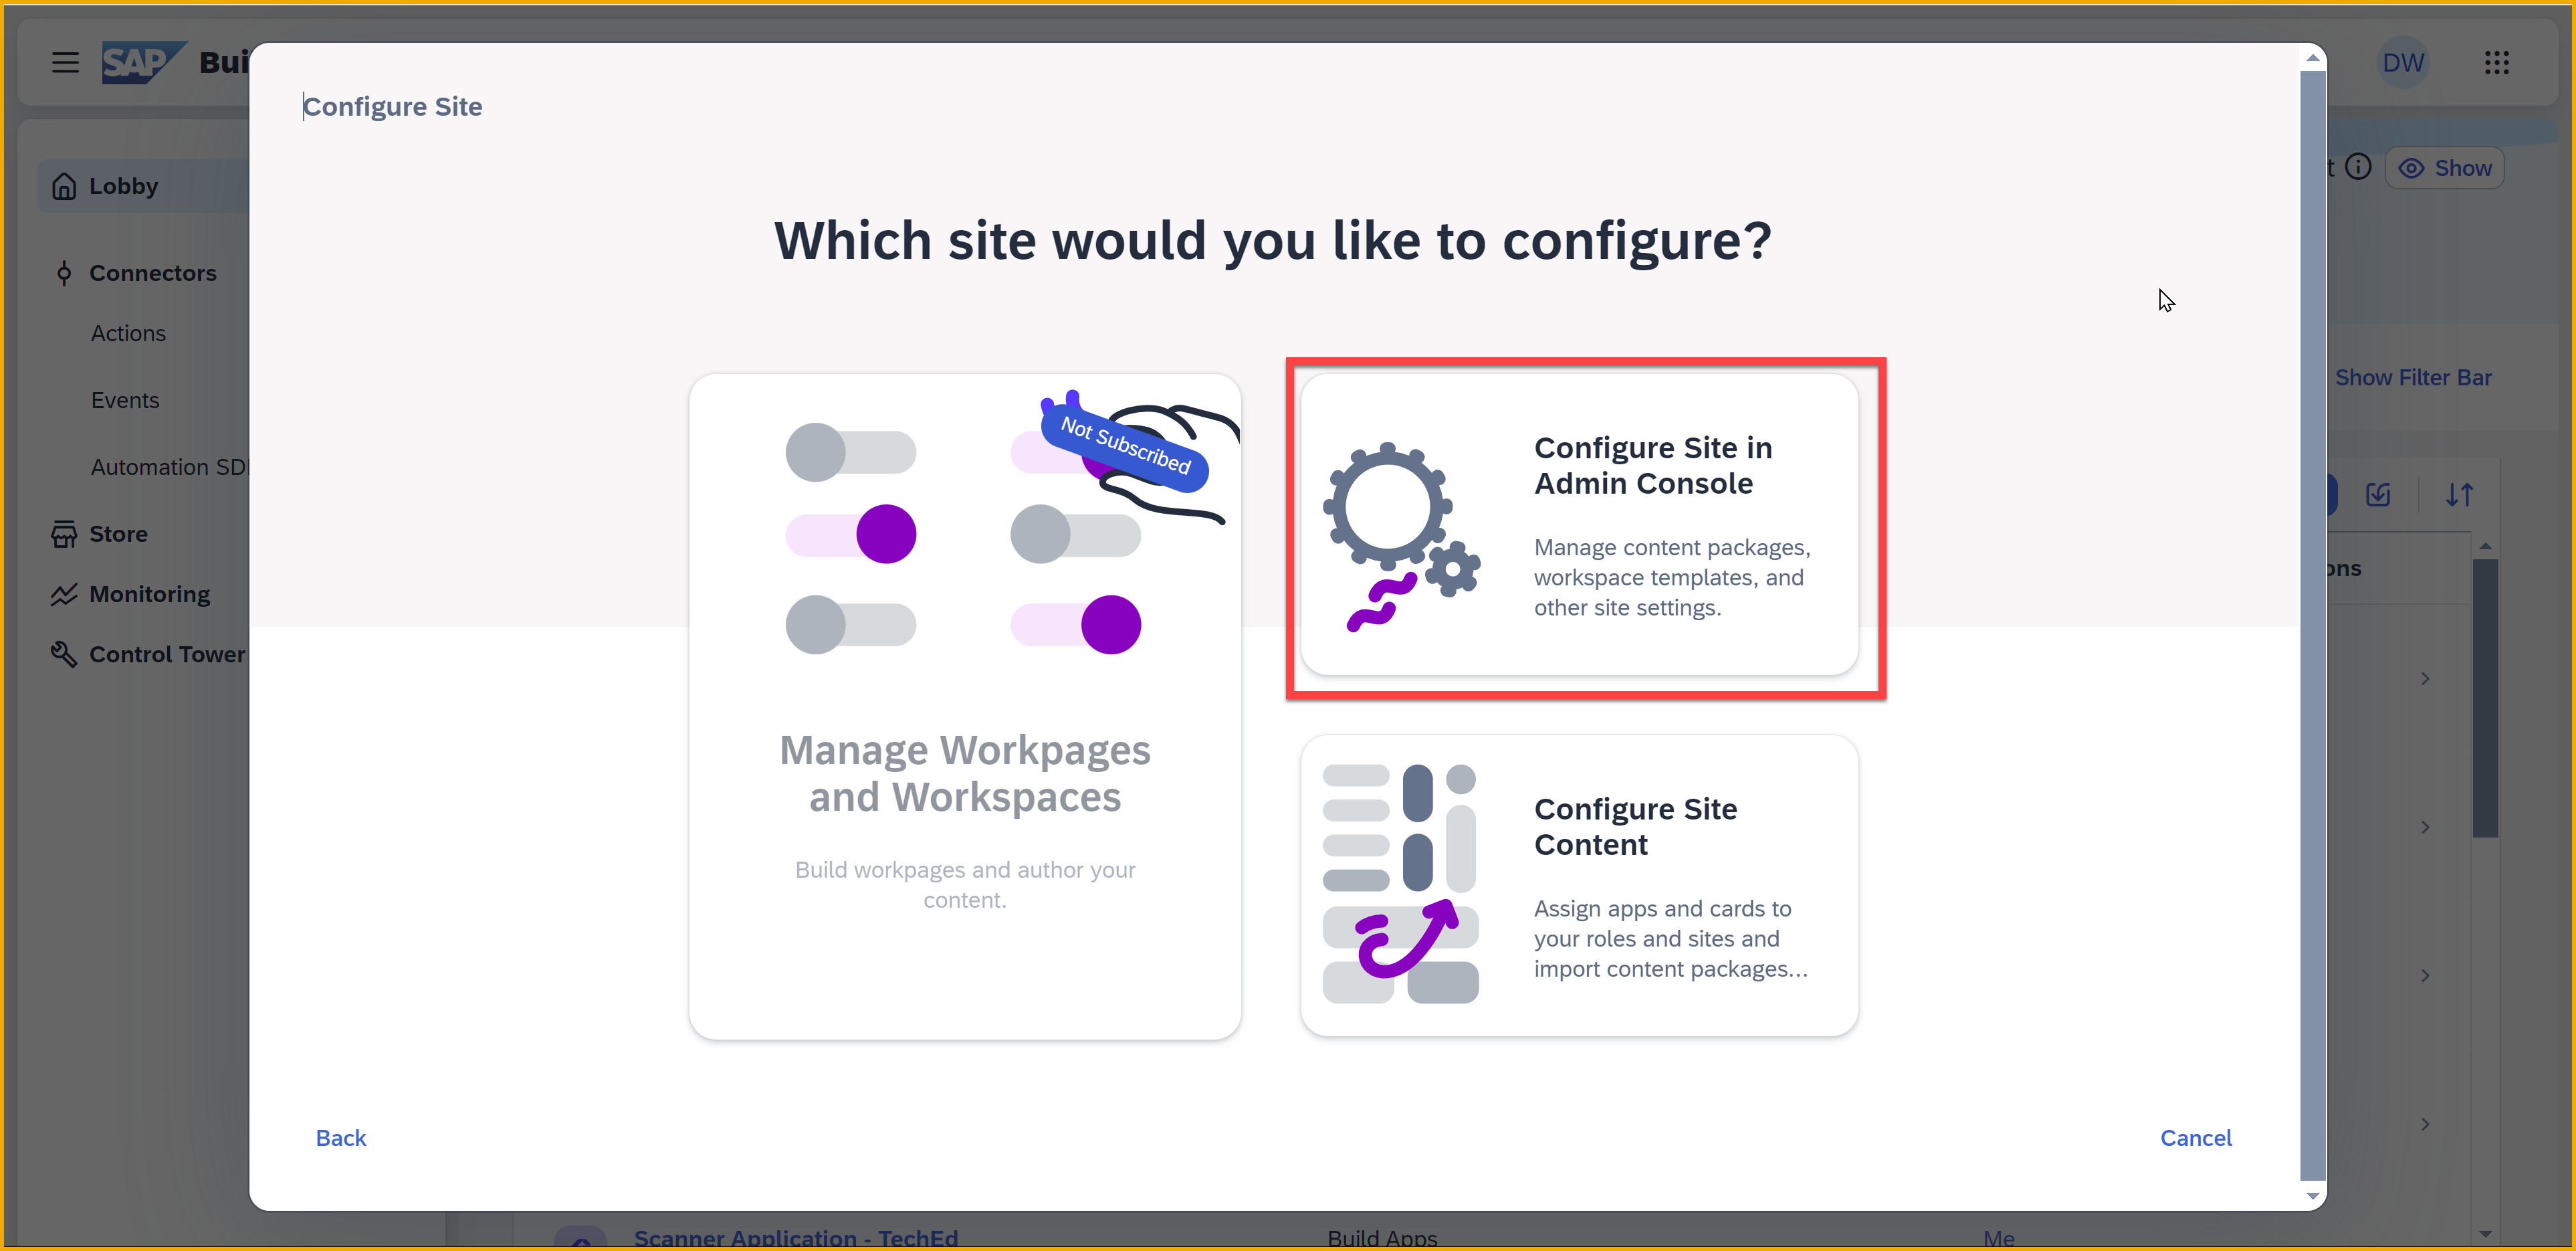 SAP Bui
DW
Configure Site
Lobby
Show
Which site would you like to configure?
Connectors
Actions
Show Filter Bar
Events
Not Subscribed
Configure Site in
Admin Console
Automation SD
Store
Manage content packages,
workspace templates, and
other site settings.
ons
Monitoring
Control Tower
Manage Workpages
and Workspaces
Build workpages and author your
content.
Configure Site
Content
Assign apps and cards to
your roles and sites and
import content packages...
Back
Cancel
Scanner Application - TechEd
Build Apps
Me